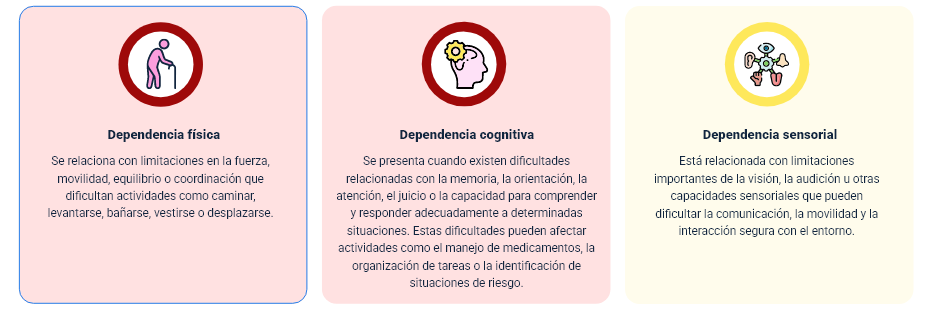 Dependencia física
Se relaciona con limitaciones en la fuerza,
movilidad, equilibrio o coordinación que
dificultan actividades como caminar,
levantarse, bañarse, vestirse o desplazarse.
Dependencia cognitiva
Se presenta cuando existen dificultades
relacionadas con la memoria, la orientación, la
atención, el juicio o la capacidad para comprender
y responder adecuadamente a determinadas
situaciones. Estas dificultades pueden afectar
actividades como el manejo de medicamentos, la
organización de tareas o la identificación de
situaciones de riesgo.
Dependencia sensorial
Está relacionada con limitaciones
importantes de la visión, la audición u otras
capacidades sensoriales que pueden
dificultar la comunicación, la movilidad y la
interacción segura con el entorno.